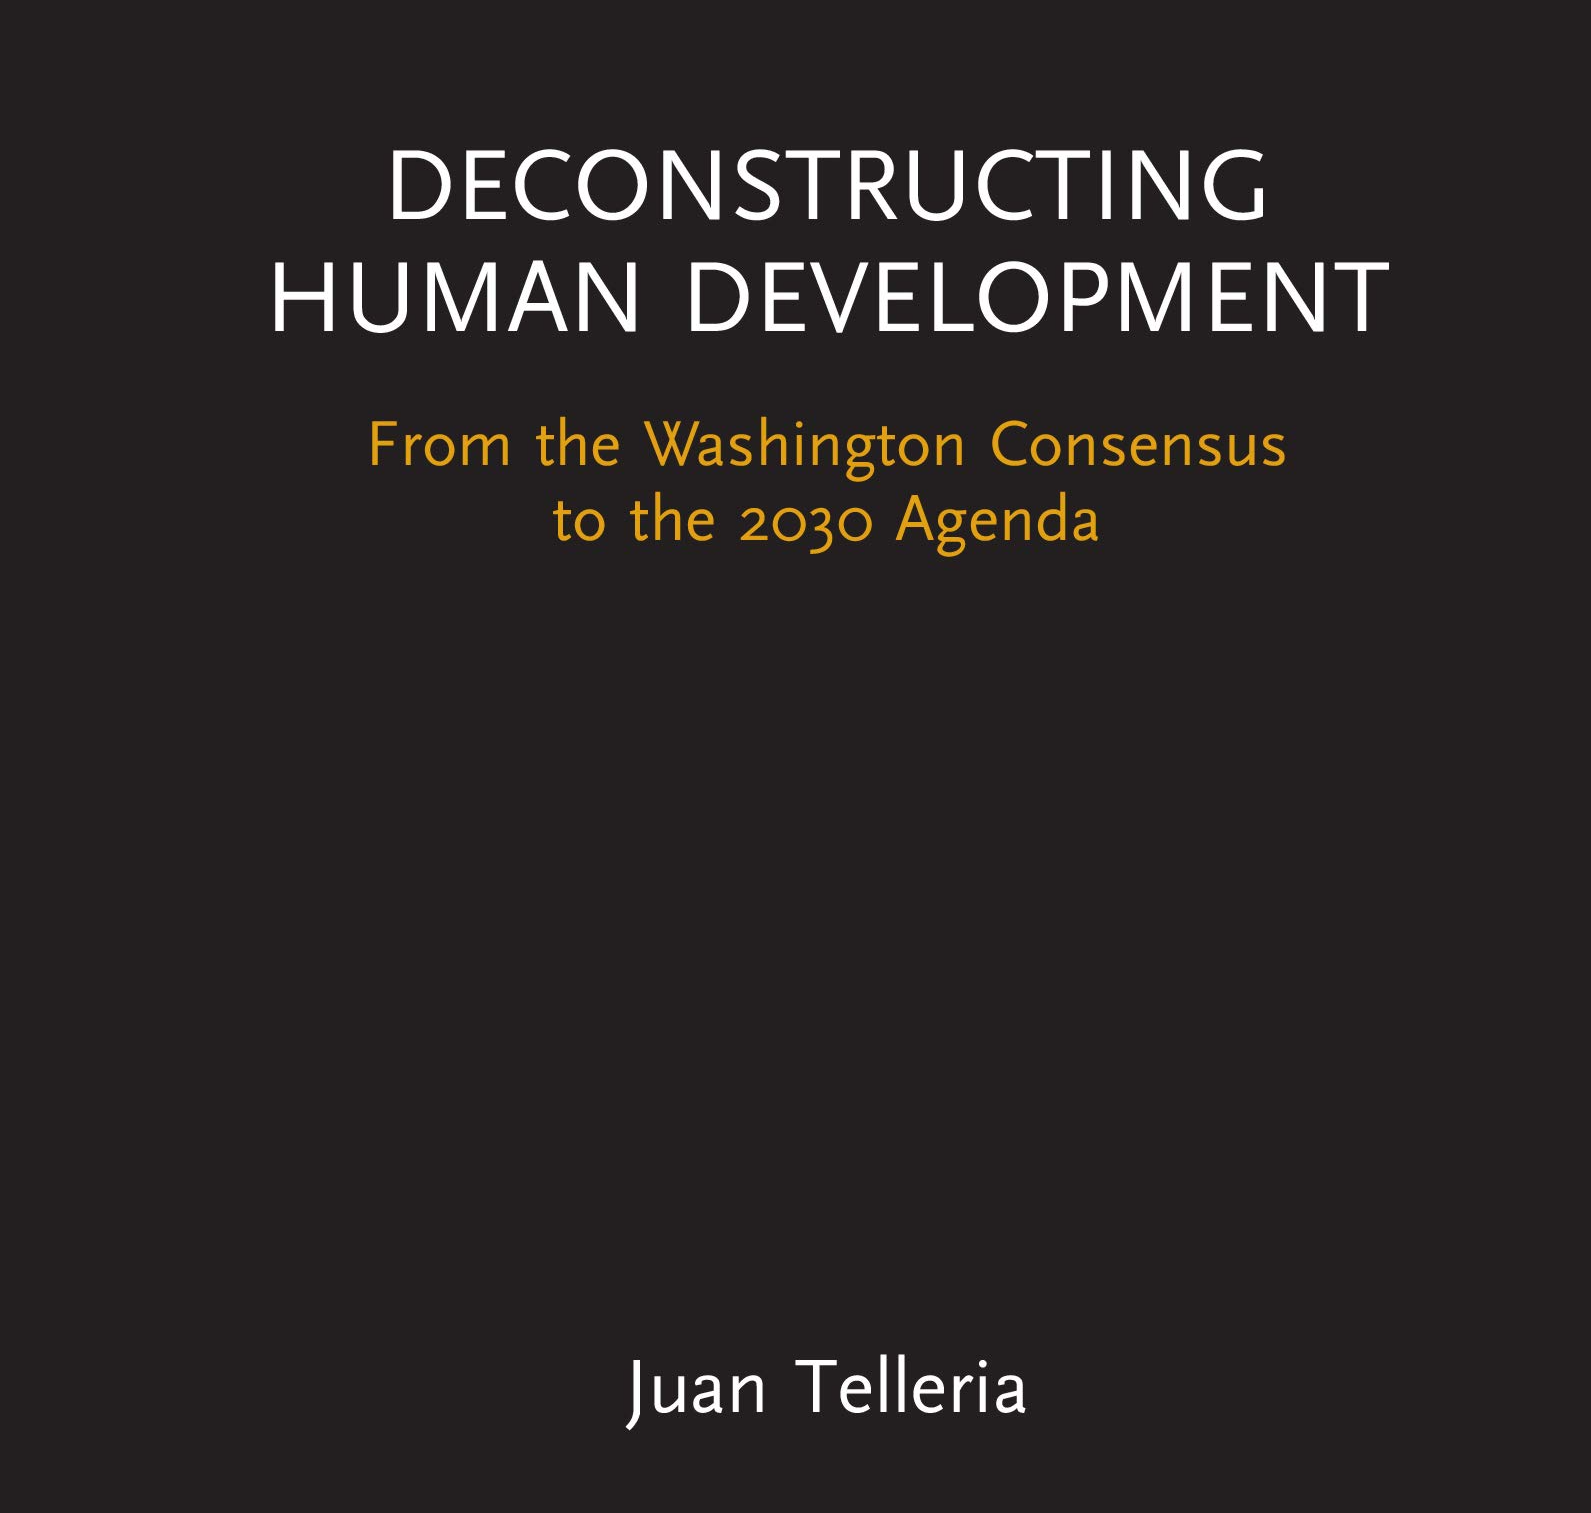 DECONSTRUCTING
HUMAN DEVELOPMENT
From the Washington Consensus
to the 2030 Agenda
Juan Telleria